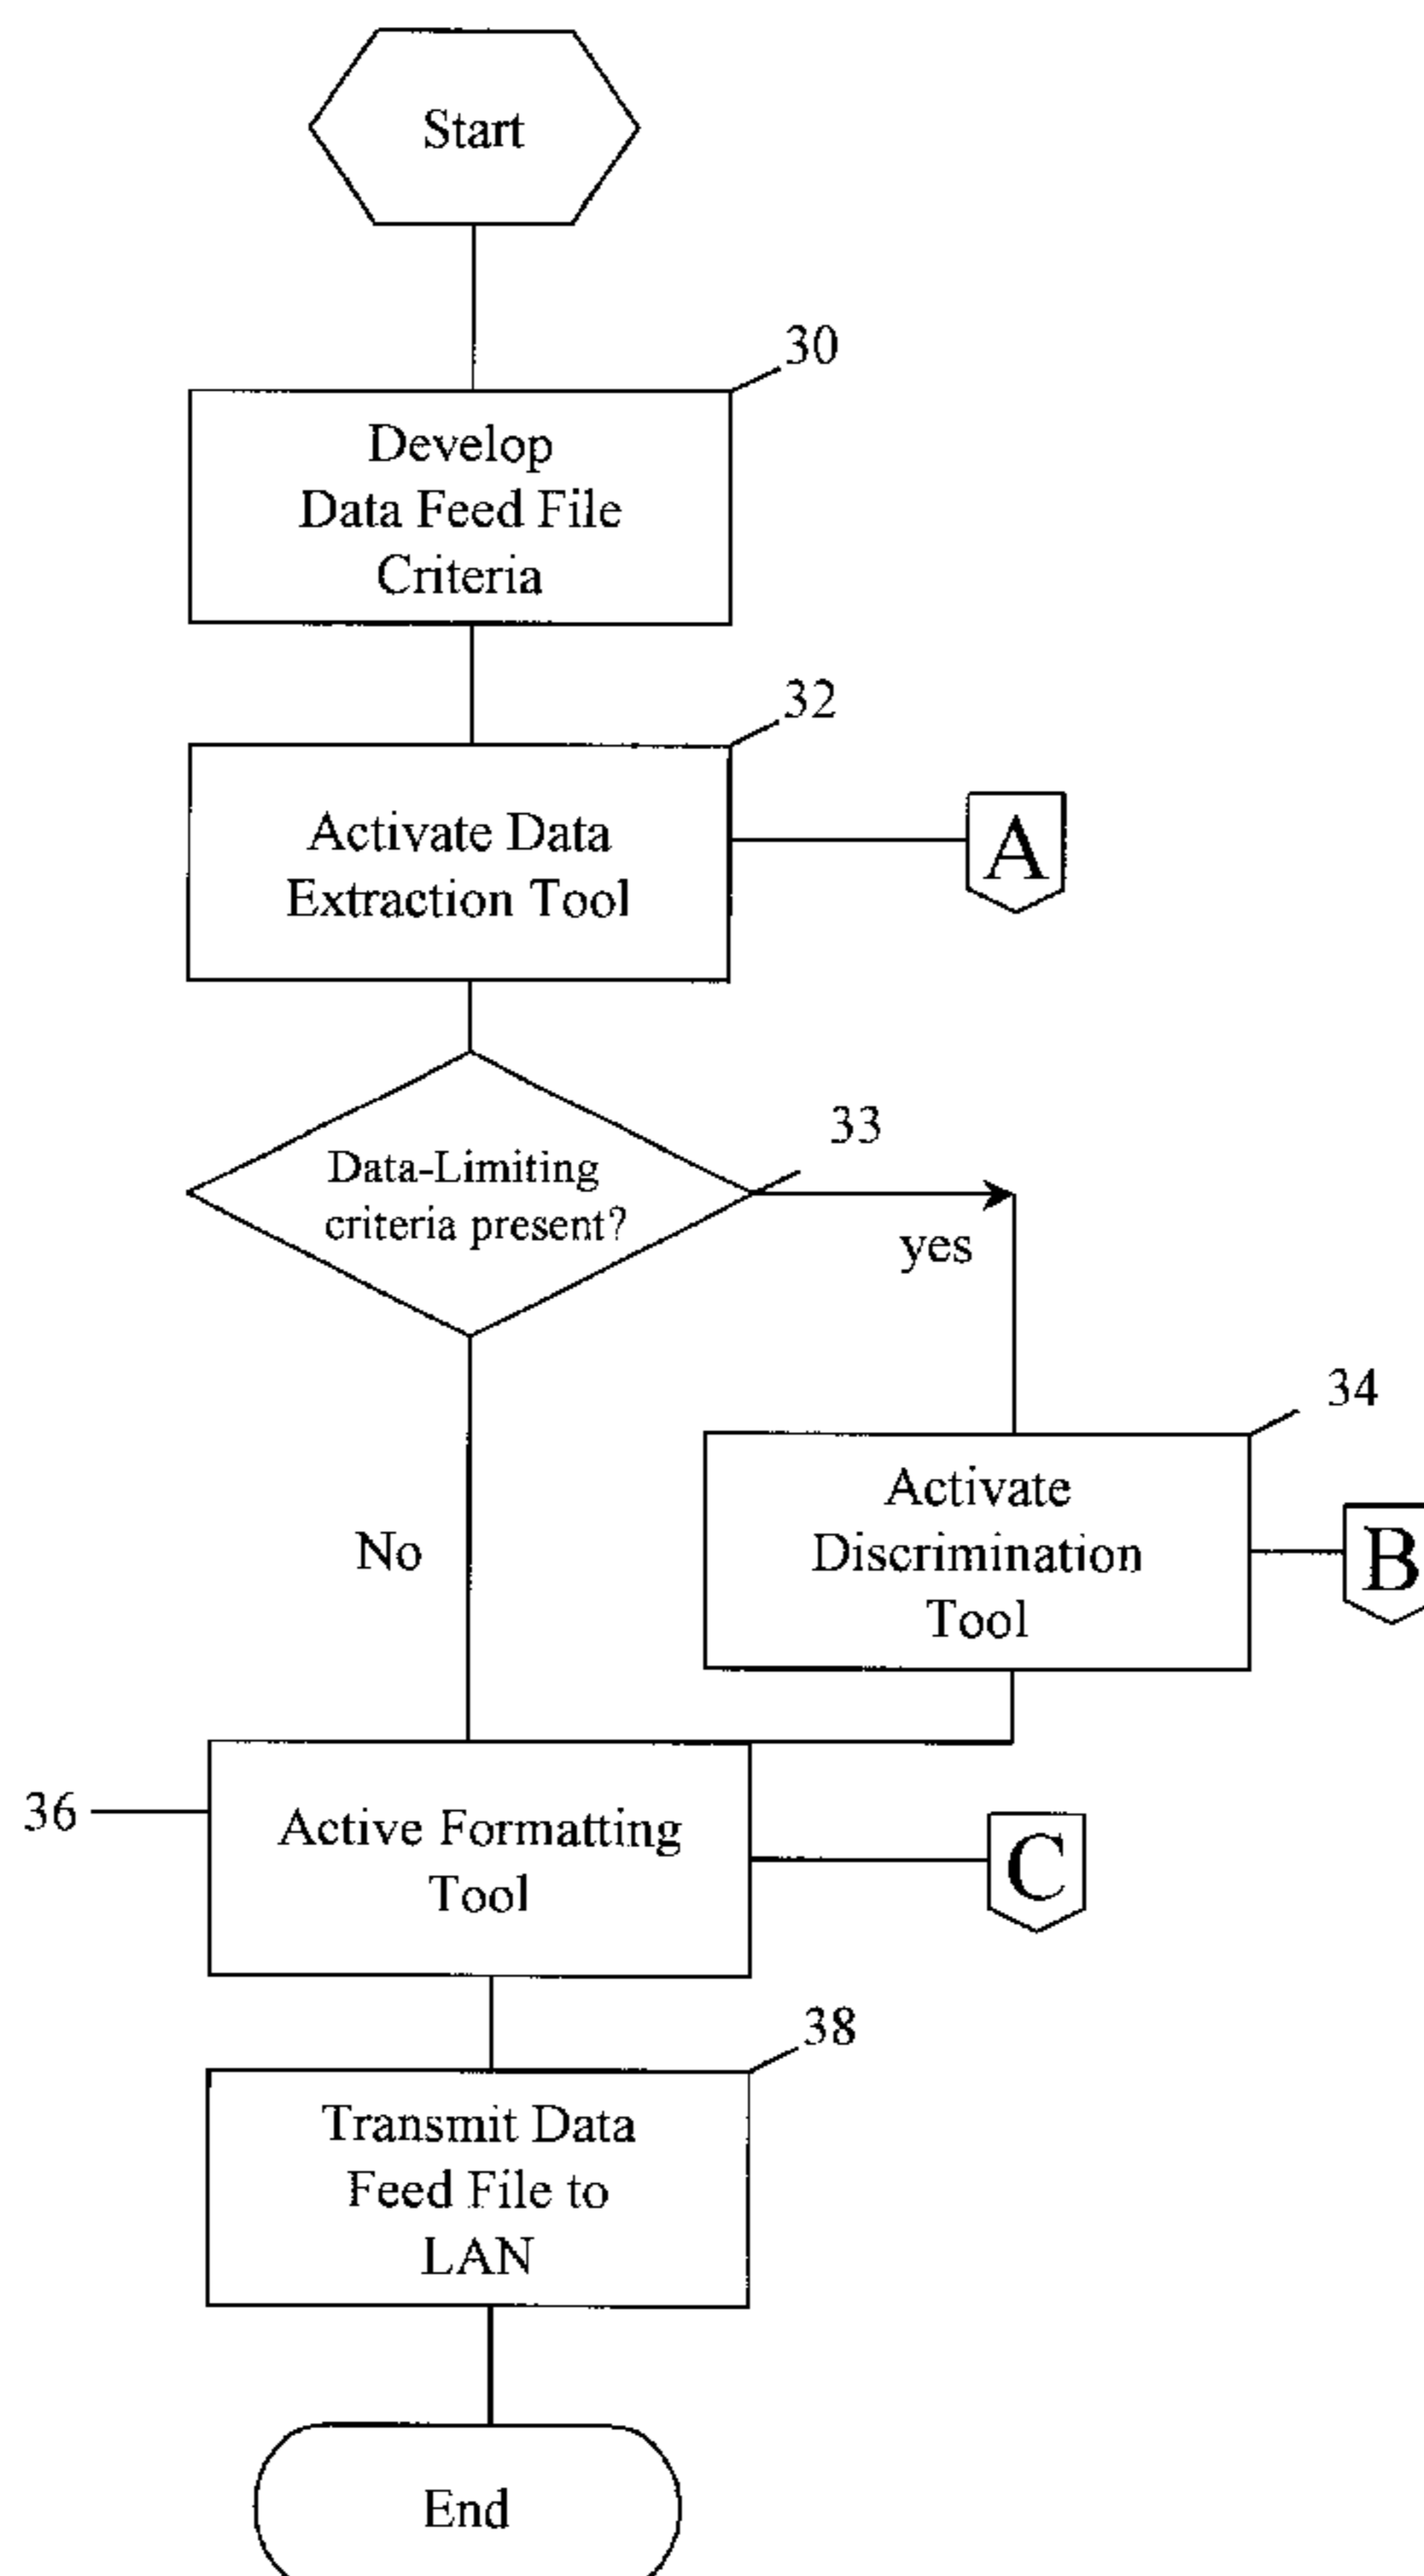 Start
30
Develop
Data Feed File
Criteria
32
Activate Data
Extraction Tool
A
33
Data-Limiting
criteria present?
yes
34
Activate
Discrimination
Tool
B
No
36
Active Formatting
Tool
C
38
Transmit Data
Feed File to
LAN
End